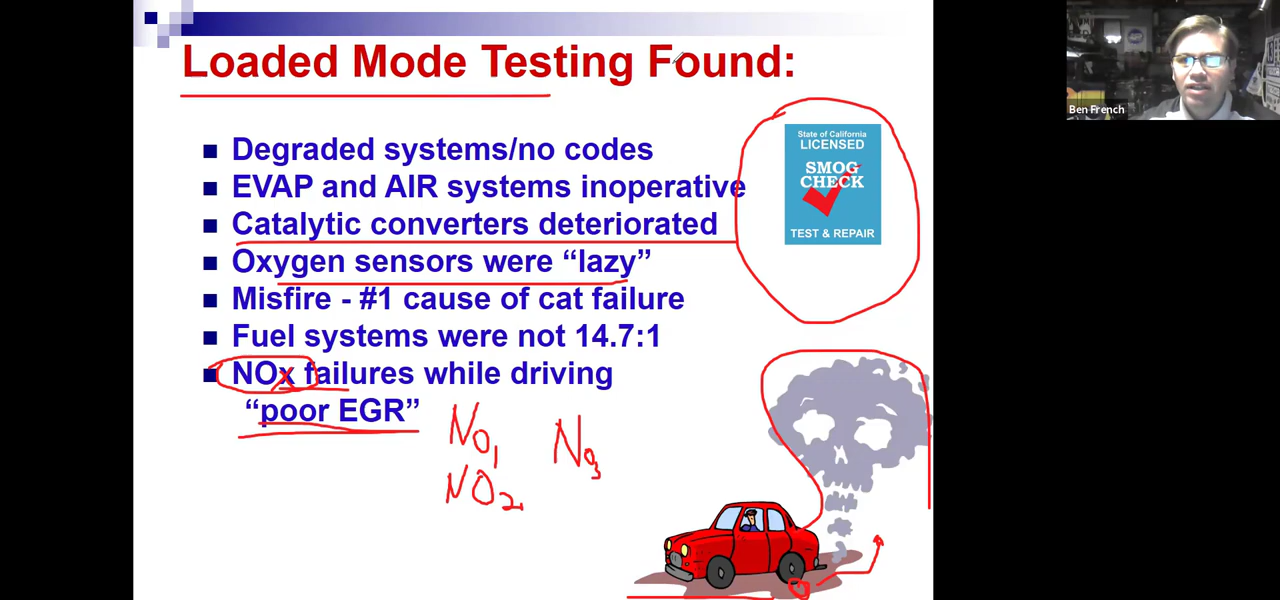 Loaded Mode Testing Found:
Ben French
Degraded systems/no codes
EVAP and AIR systems inoperative
Catalytic converters deteriorated
Oxygen sensors were “lazy”
Misfire - #1 cause of cat failure
Fuel systems were not 14.7:1
NOx failures while driving
“poor EGR”
State of California
LICENSED
SMOG
CHECK
TEST & REPAIR
NO1
NO3
NO2